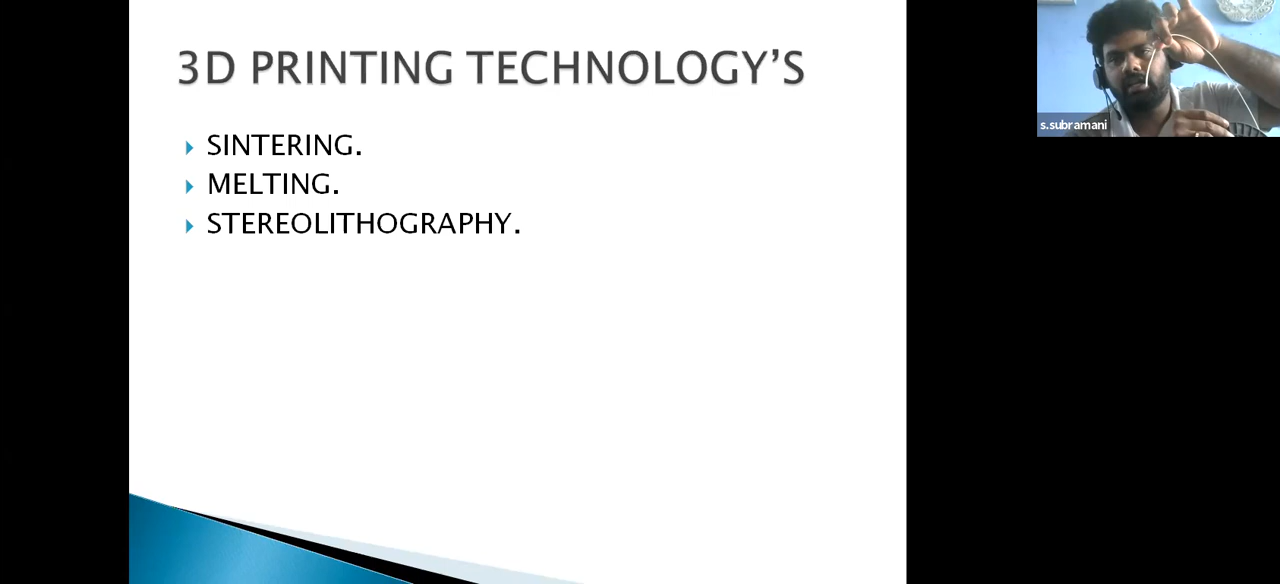 3D PRINTING TECHNOLOGY’S
SINTERING.
MELTING.
STEREOLITHOGRAPHY.
s.subramani